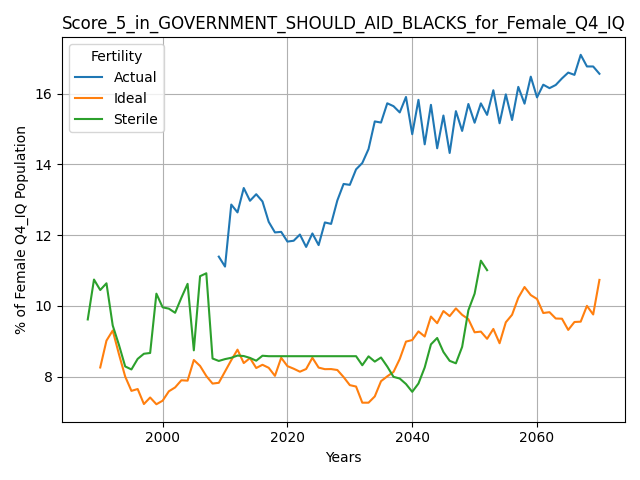 Score_5_in_GOVERNMENT_SHOULD_AID_BLACKS_for_Female_Q4_IQ
Fertility
Actual
Ideal
Sterile
% of Female Q4_IQ Population
16
14
12
10
8
2000
2020
2040
2060
Years